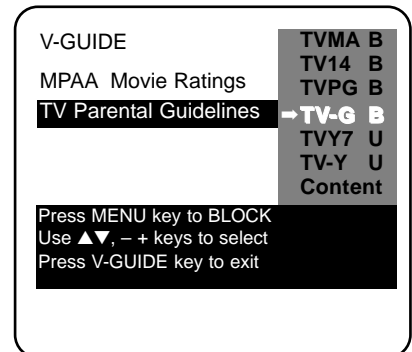 V-GUIDE
MPAA Movie Ratings
TV Parental Guidelines
TVMA B
TV14 B
TVPG B
➡TV-G B
TVY7 U
TV-Y U
Content
Press MENU key to BLOCK
Use ▲▼, – + keys to select
Press V-GUIDE key to exit